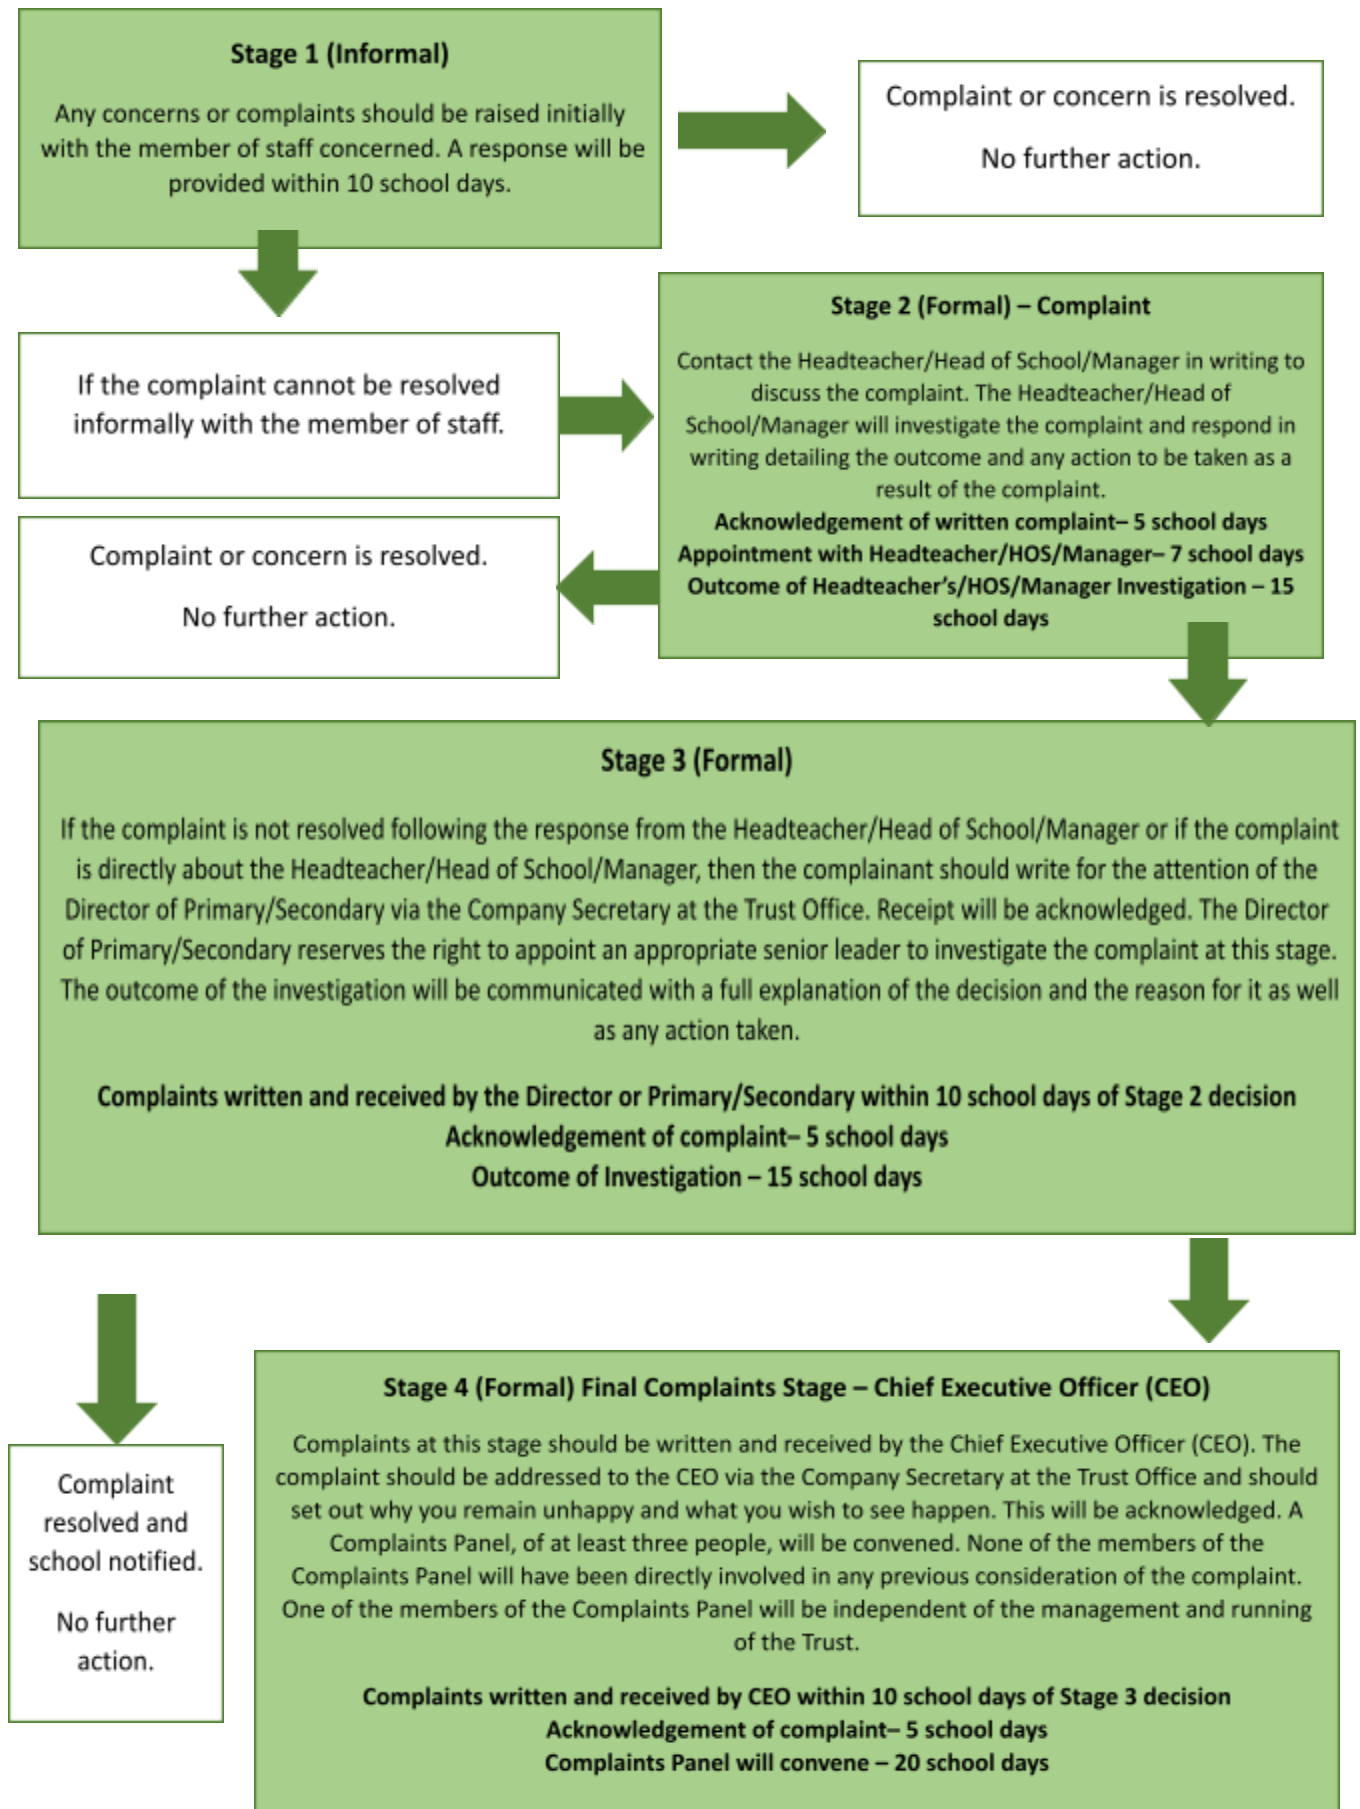 Stage 1 (Informal)
Any concerns or complaints should be raised initially
with the member of staff concerned. A response will be
provided within 10 school days.
Complaint or concern is resolved.
No further action.
If the complaint cannot be resolved
informally with the member of staff.
Stage 2 (Formal) – Complaint
Contact the Headteacher/Head of School/Manager in writing to
discuss the complaint. The Headteacher/Head of
School/Manager will investigate the complaint and respond in
writing detailing the outcome and any action to be taken as a
result of the complaint.
Acknowledgement of written complaint– 5 school days
Appointment with Headteacher/HOS/Manager– 7 school days
Outcome of Headteacher’s/HOS/Manager Investigation – 15
school days
Complaint or concern is resolved.
No further action.
Stage 3 (Formal)
If the complaint is not resolved following the response from the Headteacher/Head of School/Manager or if the complaint
is directly about the Headteacher/Head of School/Manager, then the complainant should write for the attention of the
Director of Primary/Secondary via the Company Secretary at the Trust Office. Receipt will be acknowledged. The Director
of Primary/Secondary reserves the right to appoint an appropriate senior leader to investigate the complaint at this stage.
The outcome of the investigation will be communicated with a full explanation of the decision and the reason for it as well
as any action taken.
Complaints written and received by the Director or Primary/Secondary within 10 school days of Stage 2 decision
Acknowledgement of complaint– 5 school days
Outcome of Investigation – 15 school days
Complaint
resolved and
school notified.
No further
action.
Stage 4 (Formal) Final Complaints Stage – Chief Executive Officer (CEO)
Complaints at this stage should be written and received by the Chief Executive Officer (CEO). The
complaint should be addressed to the CEO via the Company Secretary at the Trust Office and should
set out why you remain unhappy and what you wish to see happen. This will be acknowledged. A
Complaints Panel, of at least three people, will be convened. None of the members of the
Complaints Panel will have been directly involved in any previous consideration of the complaint.
One of the members of the Complaints Panel will be independent of the management and running
of the Trust.
Complaints written and received by CEO within 10 school days of Stage 3 decision
Acknowledgement of complaint– 5 school days
Complaints Panel will convene – 20 school days